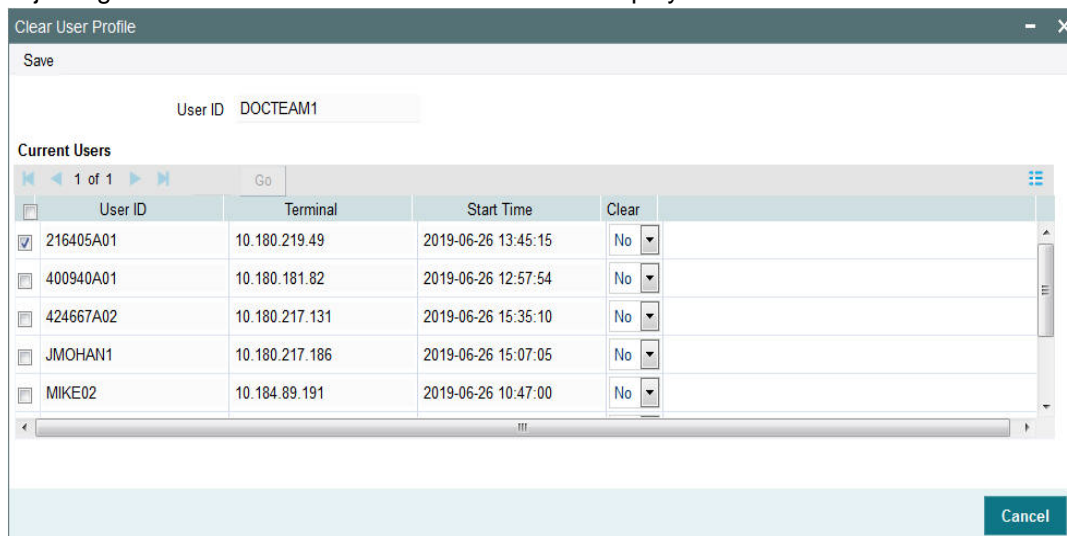 Clear User Profile
Save
User ID DOCTEAM1
Current Users
1 of 1 Go
User ID Terminal Start Time Clear
216405A01 10.180.219.49 2019-06-26 13:45:15 No
400940A01 10.180.181.82 2019-06-26 12:57:54 No
424667A02 10.180.217.131 2019-06-26 15:35:10 No
JMOHAN1 10.180.217.186 2019-06-26 15:07:05 No
MIKE02 10.184.89.191 2019-06-26 10:47:00 No
Cancel